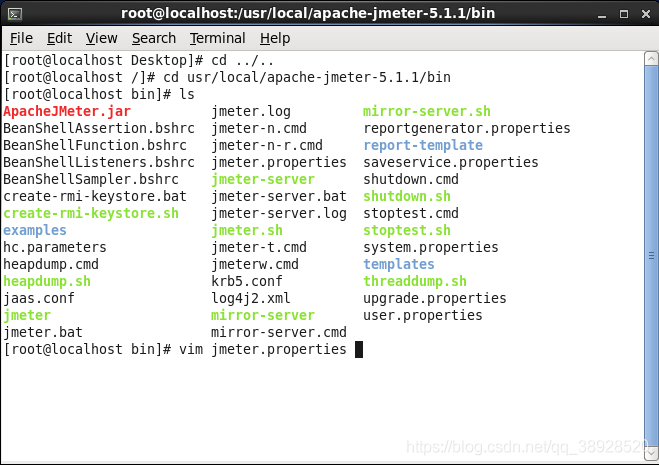 root@localhost:/usr/local/apache-jmeter-5.1.1/bin
File Edit View Search Terminal Help
[root@localhost Desktop]# cd ../..
[root@localhost /]# cd usr/local/apache-jmeter-5.1.1/bin
[root@localhost bin]# ls
ApacheJMeter.jar jmeter.log mirror-server.sh
BeanShellAssertion.bshrc jmeter-n.cmd reportgenerator.properties
BeanShellFunction.bshrc jmeter-n-r.cmd report-template
BeanShellListeners.bshrc jmeter.properties saveservice.properties
BeanShellSampler.bshrc jmeter-server shutdown.cmd
create-rmi-keystore.bat jmeter-server.bat shutdown.sh
create-rmi-keystore.sh jmeter-server.log stoptest.cmd
examples jmeter.sh stoptest.sh
hc.parameters jmeter-t.cmd system.properties
heapdump.cmd jmeterw.cmd templates
heapdump.sh krb5.conf threaddump.sh
jaas.conf log4j2.xml upgrade.properties
jmeter mirror-server user.properties
jmeter.bat mirror-server.cmd
[root@localhost bin]# vim jmeter.properties